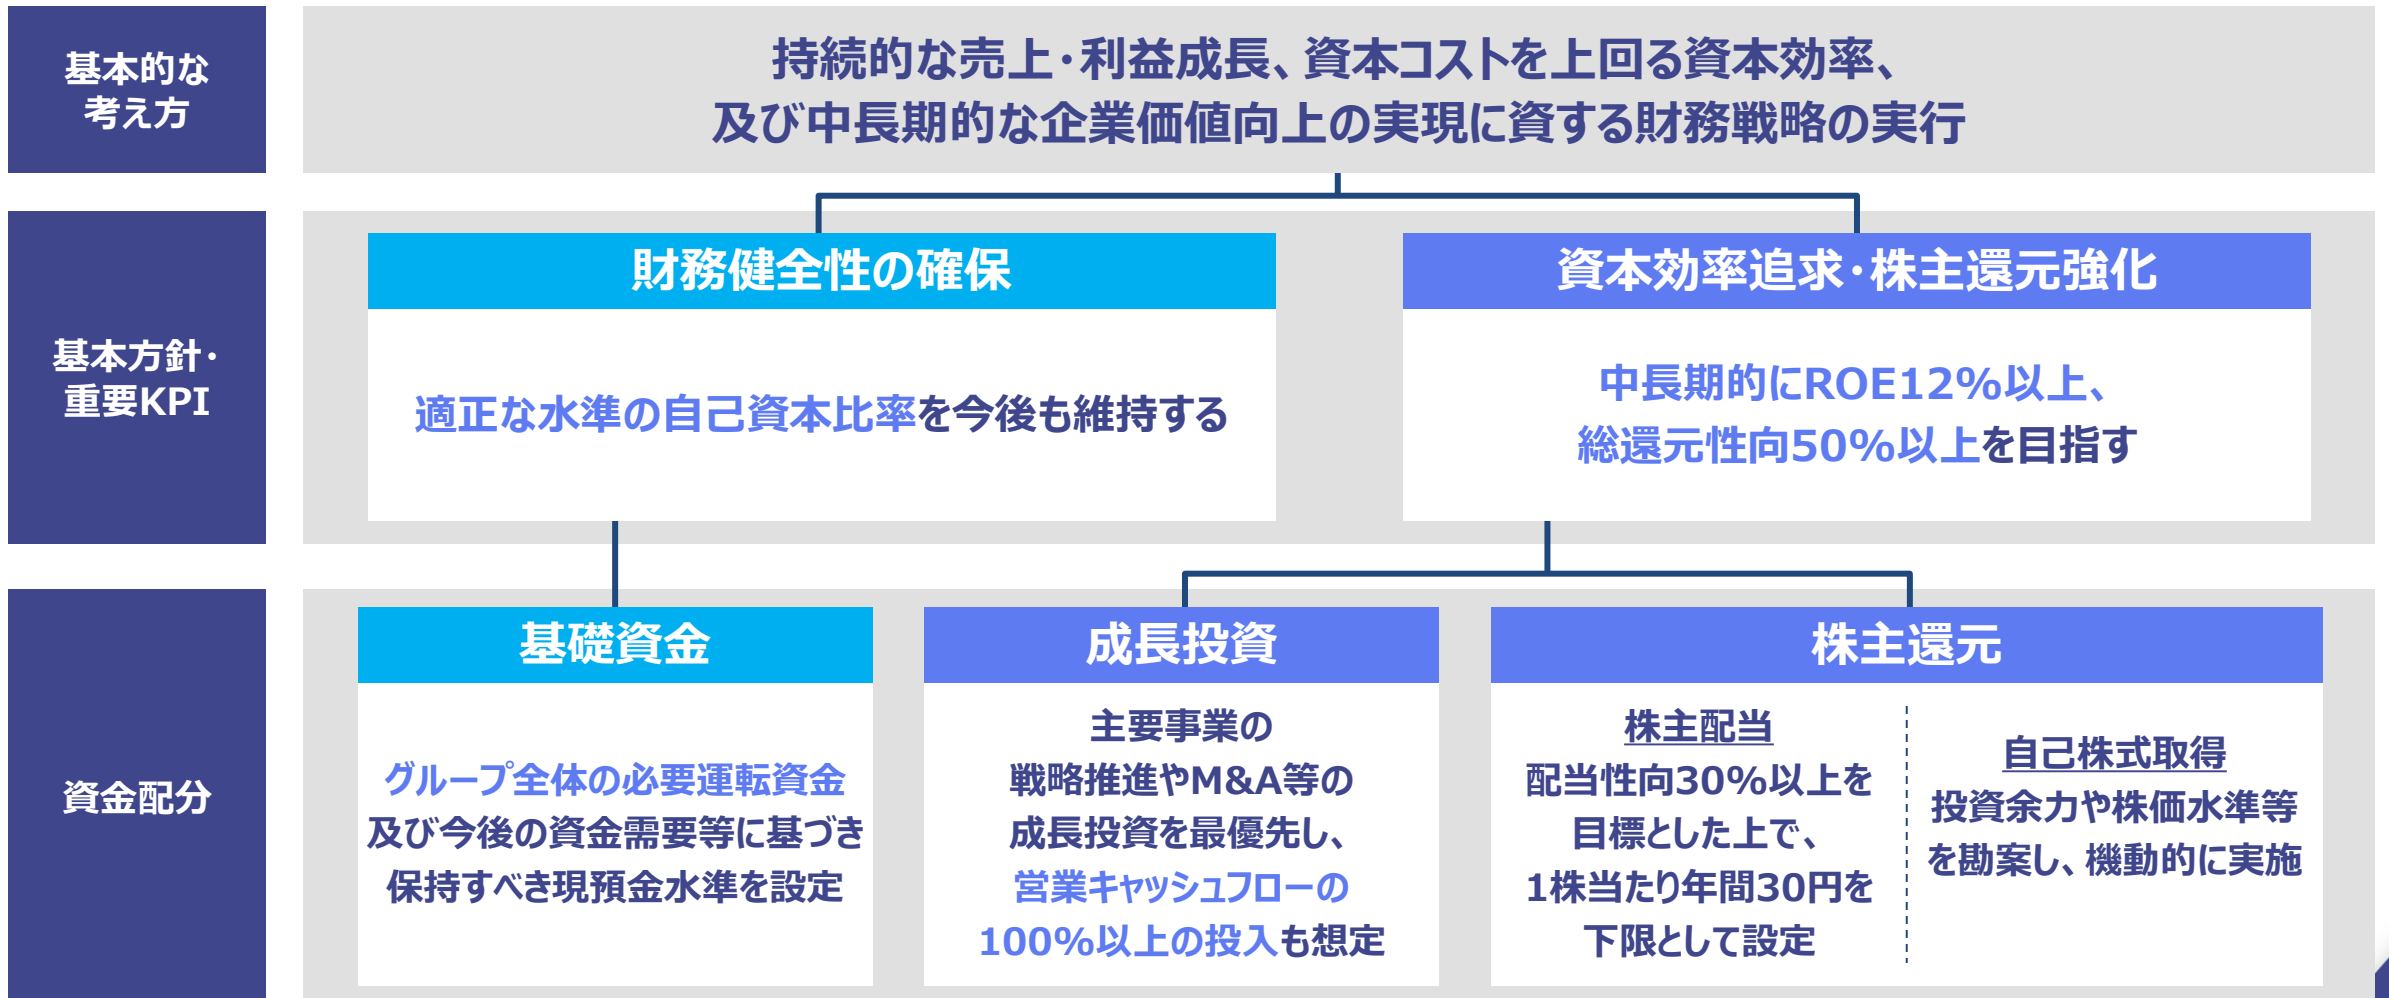 基本的な
考え方
持続的な売上・利益成長、資本コストを上回る資本効率、
及び中長期的な企業価値向上の実現に資する財務戦略の実行
基本方針・
重要KPI
財務健全性の確保
適正な水準の自己資本比率を今後も維持する
資本効率追求・株主還元強化
中長期的にROE12%以上、
総還元性向50%以上を目指す
資金配分
基礎資金
グループ全体の必要運転資金
及び今後の資金需要等に基づき
保持すべき現預金水準を設定
成長投資
主要事業の
戦略推進やM&A等の
成長投資を最優先し、
営業キャッシュフローの
100%以上の投入も想定
株主還元
株主配当
配当性向30%以上を
目標とした上で、
1株当たり年間30円を
下限として設定
自己株式取得
投資余力や株価水準等
を勘案し、機動的に実施